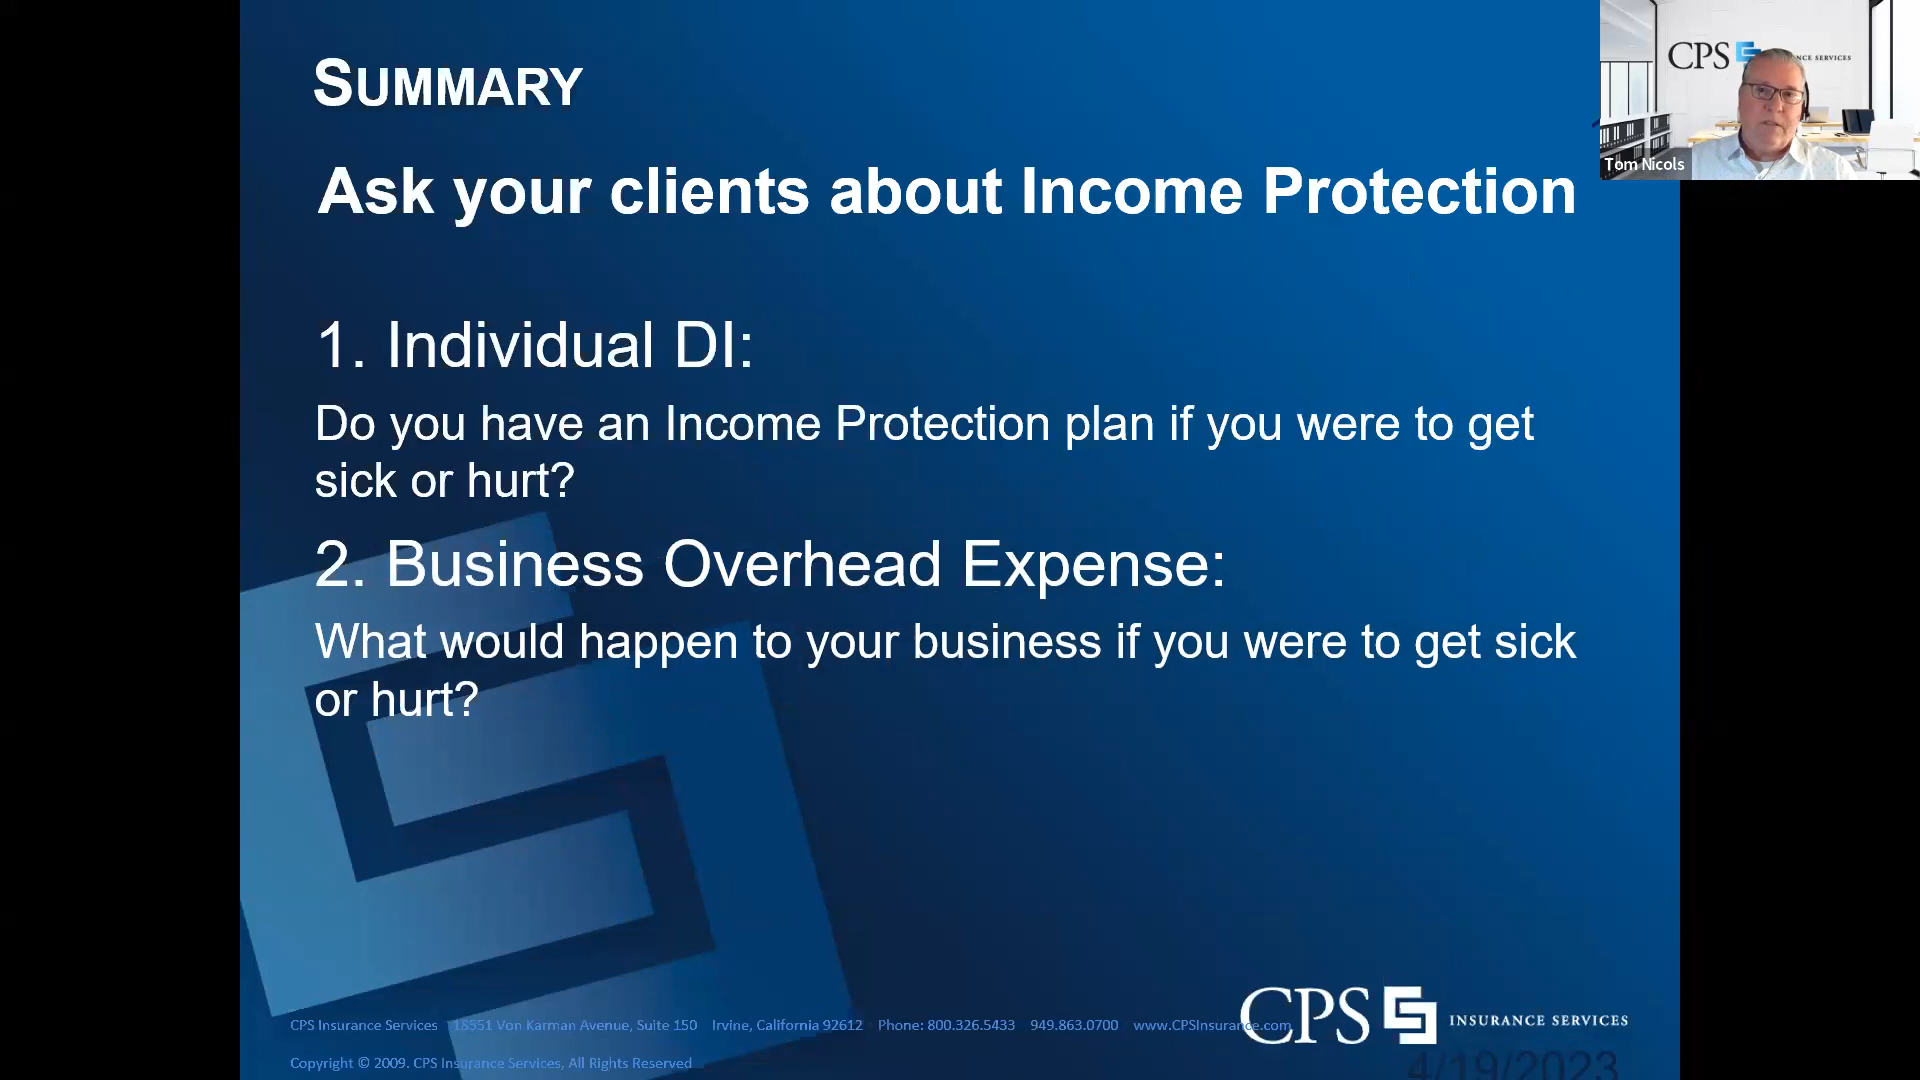 SUMMARY
Ask your clients about Income Protection
1. Individual DI:
Do you have an Income Protection plan if you were to get
sick or hurt?
2. Business Overhead Expense:
What would happen to your business if you were to get sick
or hurt?
CPS Insurance Services 18551 Von Karman Avenue, Suite 150 Irvine, California 92612 Phone: 800.326.5433 949.863.0700 www.CPSInsurance.com
Copyright © 2009. CPS Insurance Services, All Rights Reserved
CPS INSURANCE SERVICES
4/19/2023
CPS
NCE SERVICES
Tom Nicols